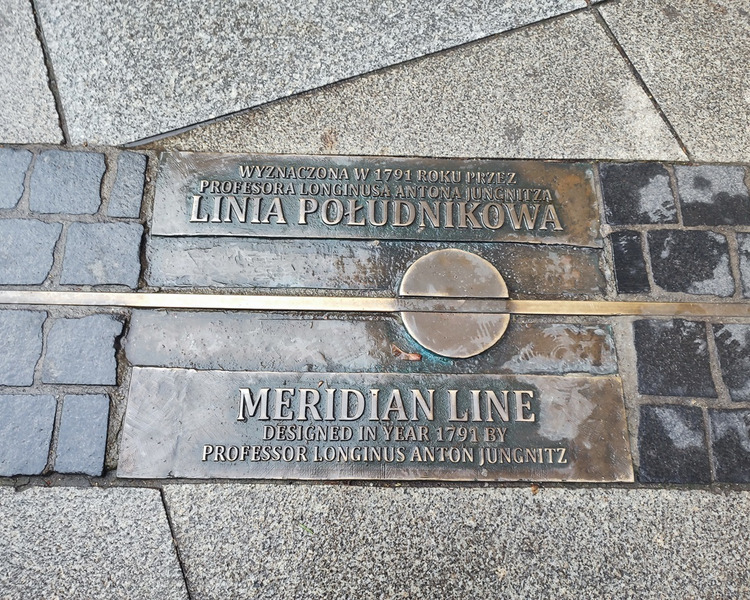 WYZNACZONA W 1791 ROKU PRZEZ
PROFESORA LONGINUSA ANTONA JUNGNITZA
LINIA POŁUDNIKOWA
MERIDIAN LINE
DESIGNED IN YEAR 1791 BY
PROFESSOR LONGINUS ANTON JUNGNITZ